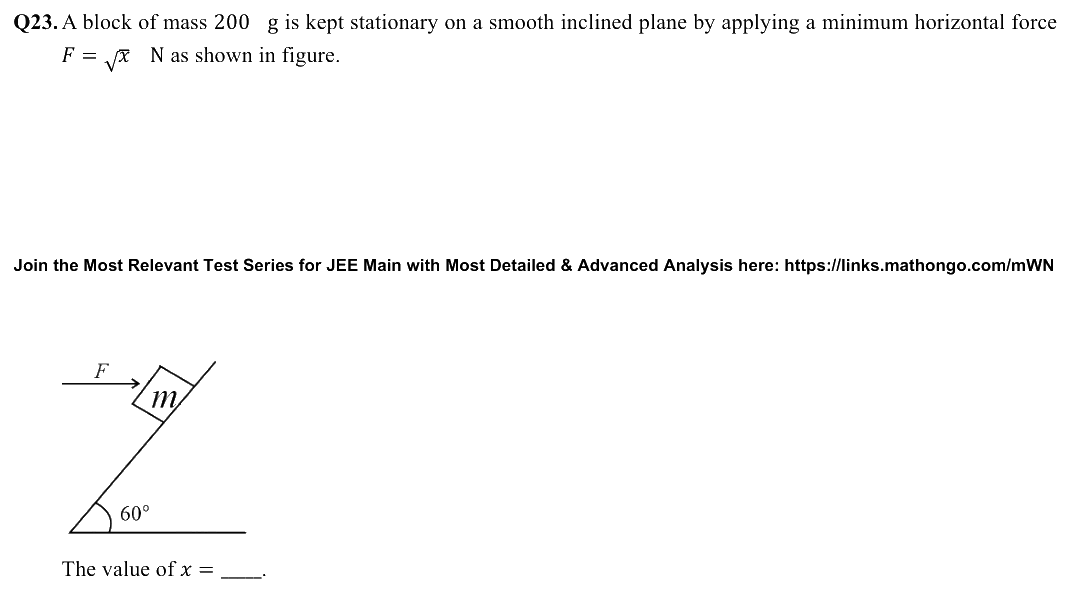 Q23. A block of mass 200 g is kept stationary on a smooth inclined plane by applying a minimum horizontal force
F = √x N as shown in figure.
Join the Most Relevant Test Series for JEE Main with Most Detailed & Advanced Analysis here: https://links.mathongo.com/mWN
F
m
60°
The value of x = ____.